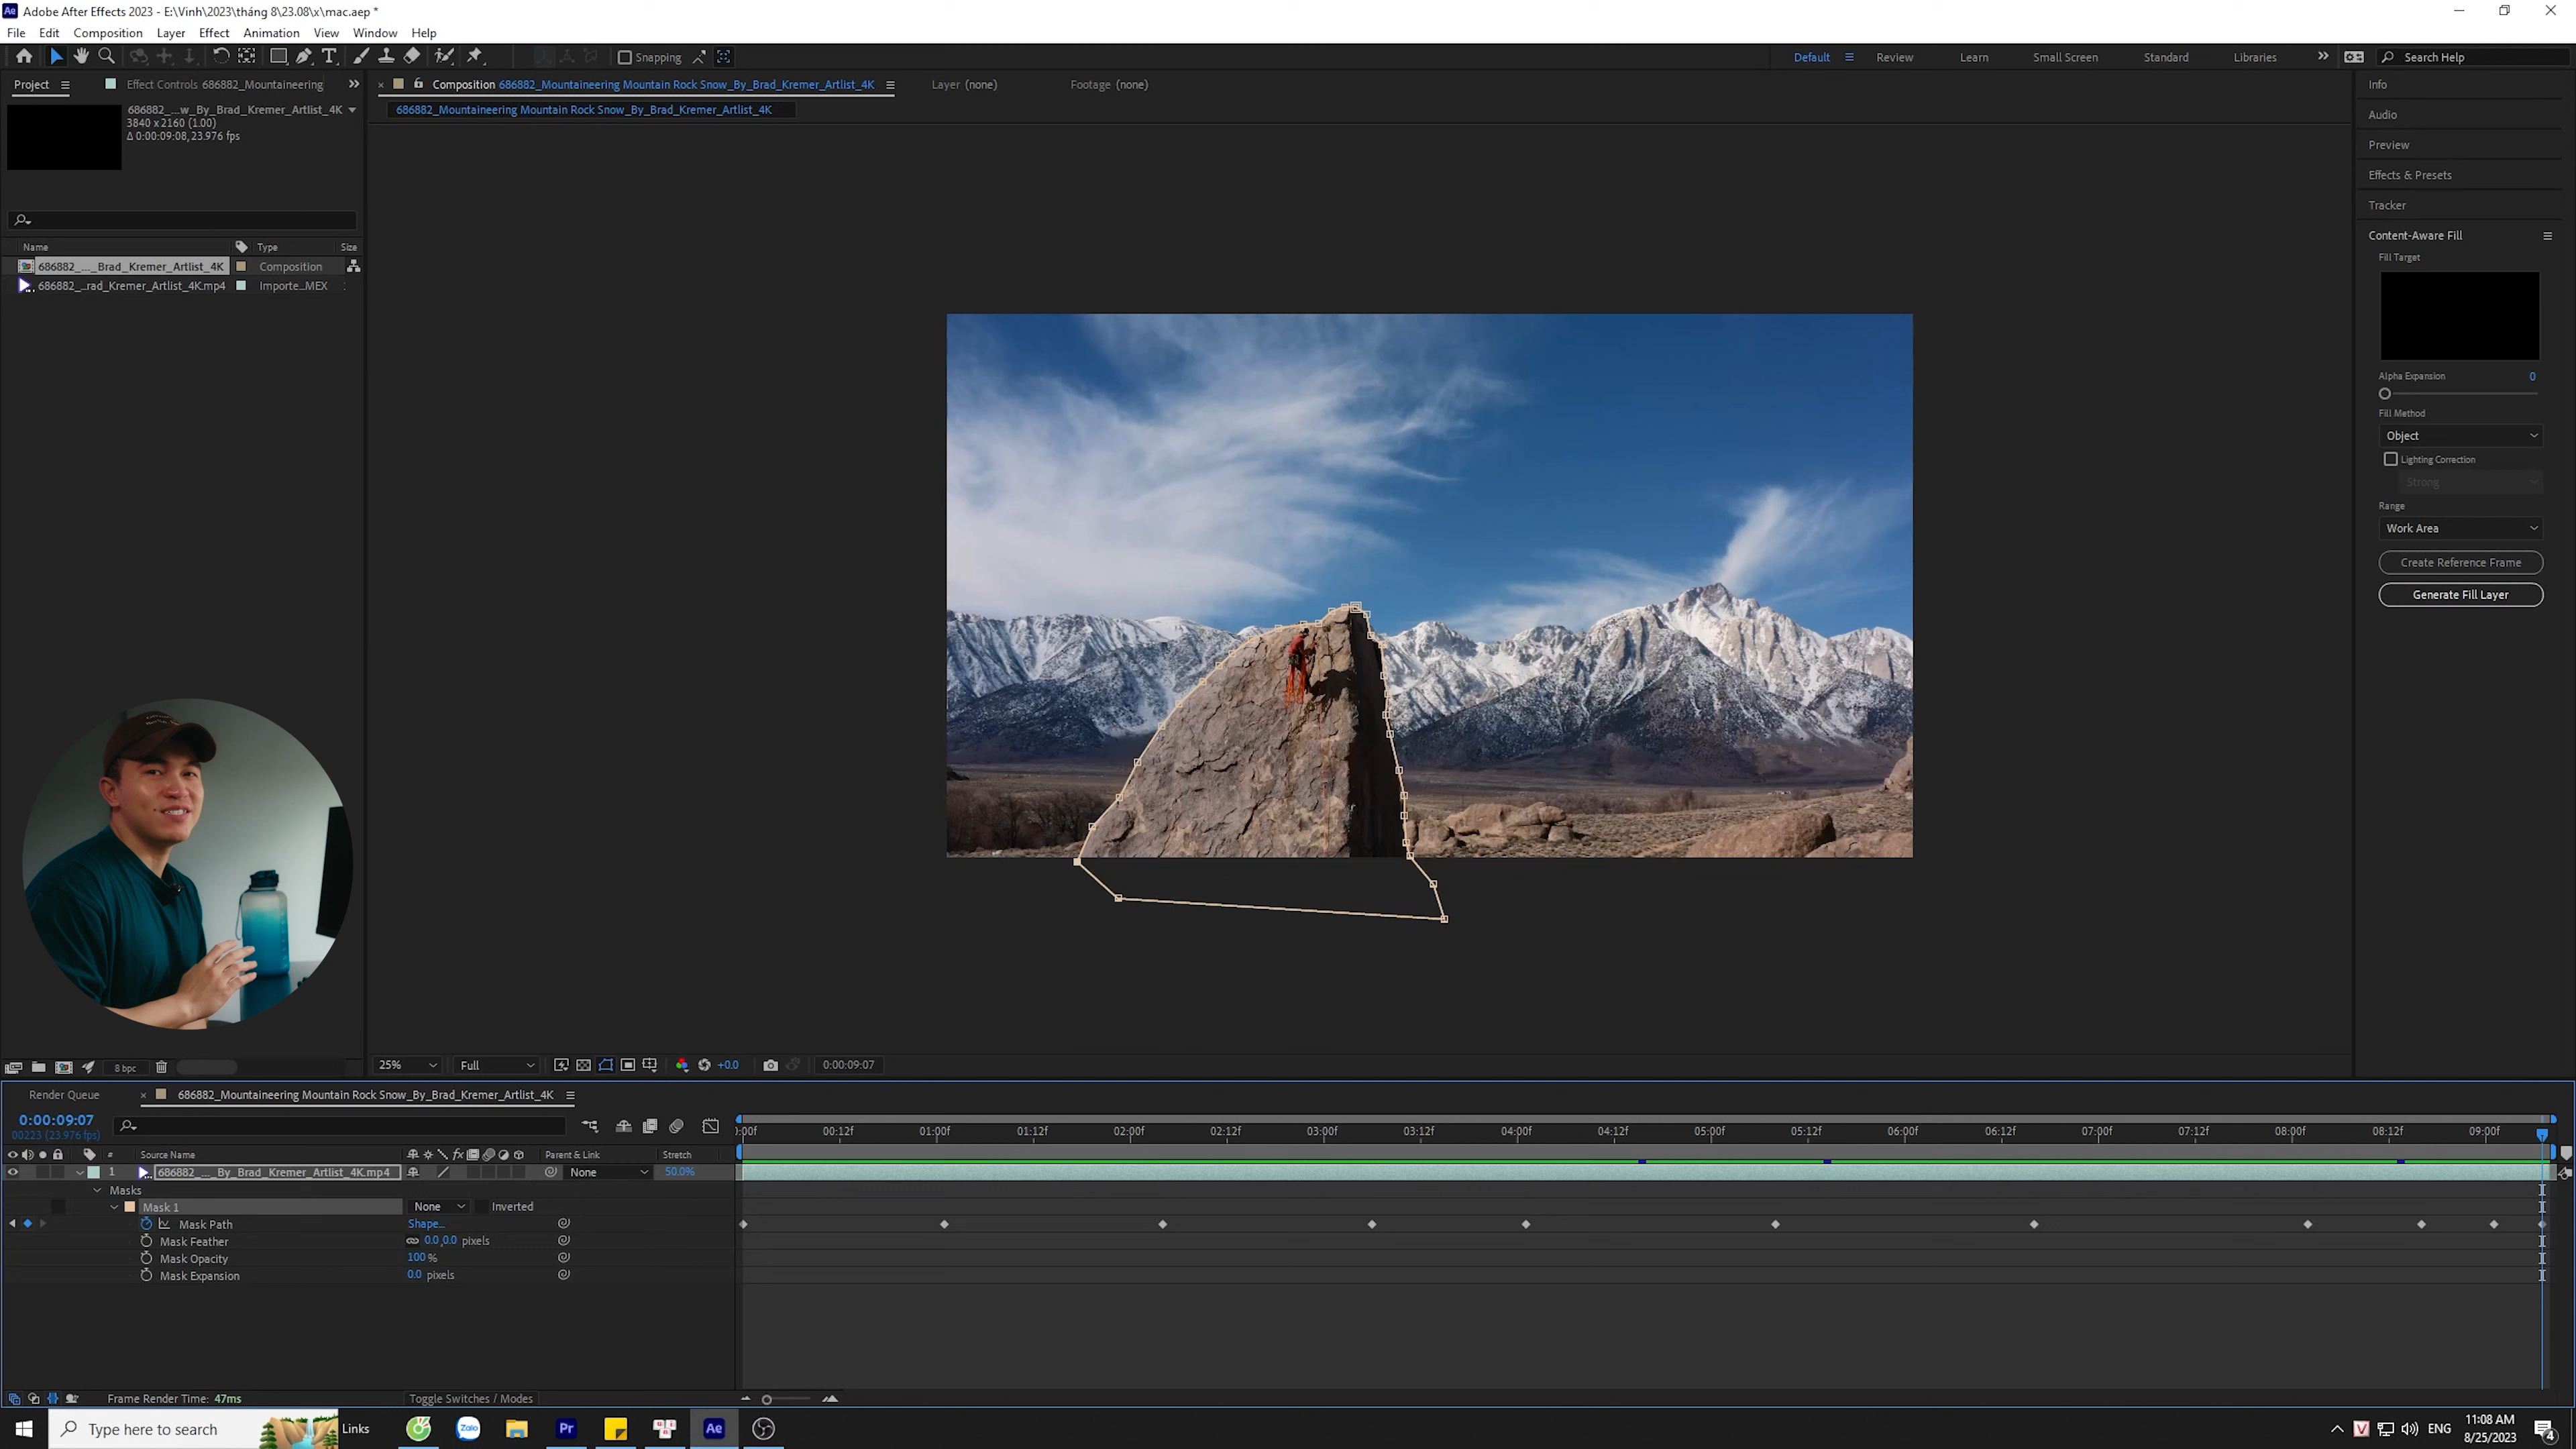 Adobe After Effects 2023 - E:\Vinh\2023\tháng 8\23.08\x\mac.aep *
File Edit Composition Layer Effect Animation View Window Help
Snapping
Default Review Learn Small Screen Standard Libraries Search Help
Project Effect Controls 686882_Mountaineering
Composition 686882_Mountaineering Mountain Rock Snow_By_Brad_Kremer_Artlist_4K Layer (none) Footage (none)
686882_Mountaineering Mountain Rock Snow_By_Brad_Kremer_Artlist_4K
686882_..._w_By_Brad_Kremer_Artlist_4K
3840 x 2160 (1.00)
Δ 0:00:09:08, 23.976 fps
Name Type Size
686882_..._Brad_Kremer_Artlist_4K Composition
686882_...rad_Kremer_Artlist_4K.mp4 Importe...MEX
Info
Audio
Preview
Effects & Presets
Tracker
Content-Aware Fill
Fill Target
Alpha Expansion 0
Fill Method
Object
Lighting Correction
Strong
Range
Work Area
Create Reference Frame
Generate Fill Layer
8 bpc
25% Full +0.0 0:00:09:07
Render Queue 686882_Mountaineering Mountain Rock Snow_By_Brad_Kremer_Artlist_4K
0:00:09:07
00223 (23.976 fps)
:00f 00:12f 01:00f 01:12f 02:00f 02:12f 03:00f 03:12f 04:00f 04:12f 05:00f 05:12f 06:00f 06:12f 07:00f 07:12f 08:00f 08:12f 09:00f
# Source Name fx Parent & Link Stretch
1 686882_..._By_Brad_Kremer_Artlist_4K.mp4 None 50.0%
Masks
Mask 1 None Inverted
Mask Path Shape...
Mask Feather 0.0,0.0 pixels
Mask Opacity 100 %
Mask Expansion 0.0 pixels
Frame Render Time: 47ms Toggle Switches / Modes
Type here to search Links Zalo Pr Ae V ENG 11:08 AM
8/25/2023 4